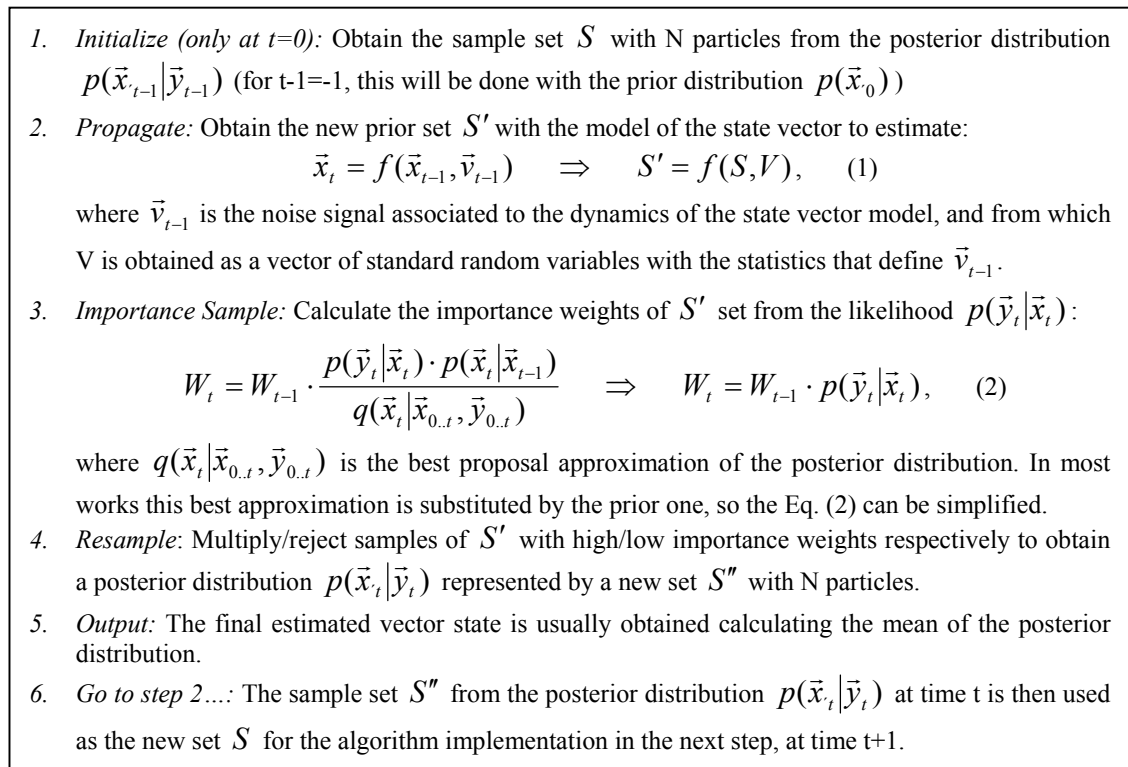 1. Initialize (only at t=0): Obtain the sample set S with N particles from the posterior distribution
p(x⃗,t−1|y⃗t−1) (for t-1=-1, this will be done with the prior distribution p(x⃗,0) )
2. Propagate: Obtain the new prior set S′ with the model of the state vector to estimate:
x⃗t = f(x⃗t−1, v⃗t−1) ⇒ S′ = f(S,V), (1)
where v⃗t−1 is the noise signal associated to the dynamics of the state vector model, and from which
V is obtained as a vector of standard random variables with the statistics that define v⃗t−1.
3. Importance Sample: Calculate the importance weights of S′ set from the likelihood p(y⃗t|x⃗t) :
Wt = Wt−1 · p(y⃗t|x⃗t) · p(x⃗t|x⃗t−1) / q(x⃗t|x⃗0..t, y⃗0..t) ⇒ Wt = Wt−1 · p(y⃗t|x⃗t), (2)
where q(x⃗t|x⃗0..t, y⃗0..t) is the best proposal approximation of the posterior distribution. In most
works this best approximation is substituted by the prior one, so the Eq. (2) can be simplified.
4. Resample: Multiply/reject samples of S′ with high/low importance weights respectively to obtain
a posterior distribution p(x⃗,t|y⃗t) represented by a new set S″ with N particles.
5. Output: The final estimated vector state is usually obtained calculating the mean of the posterior
distribution.
6. Go to step 2…: The sample set S″ from the posterior distribution p(x⃗,t|y⃗t) at time t is then used
as the new set S for the algorithm implementation in the next step, at time t+1.